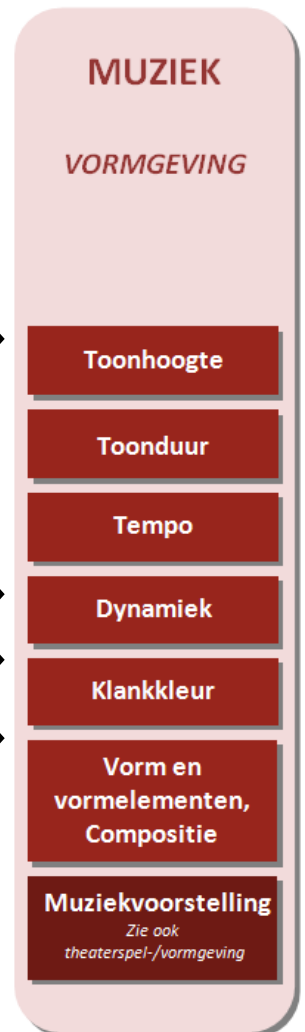 MUZIEK
VORMGEVING
Toonhoogte
Toonduur
Tempo
Dynamiek
Klankkleur
Vorm en
vormelementen,
Compositie
Muziekvoorstelling
Zie ook
theaterspel-/vormgeving